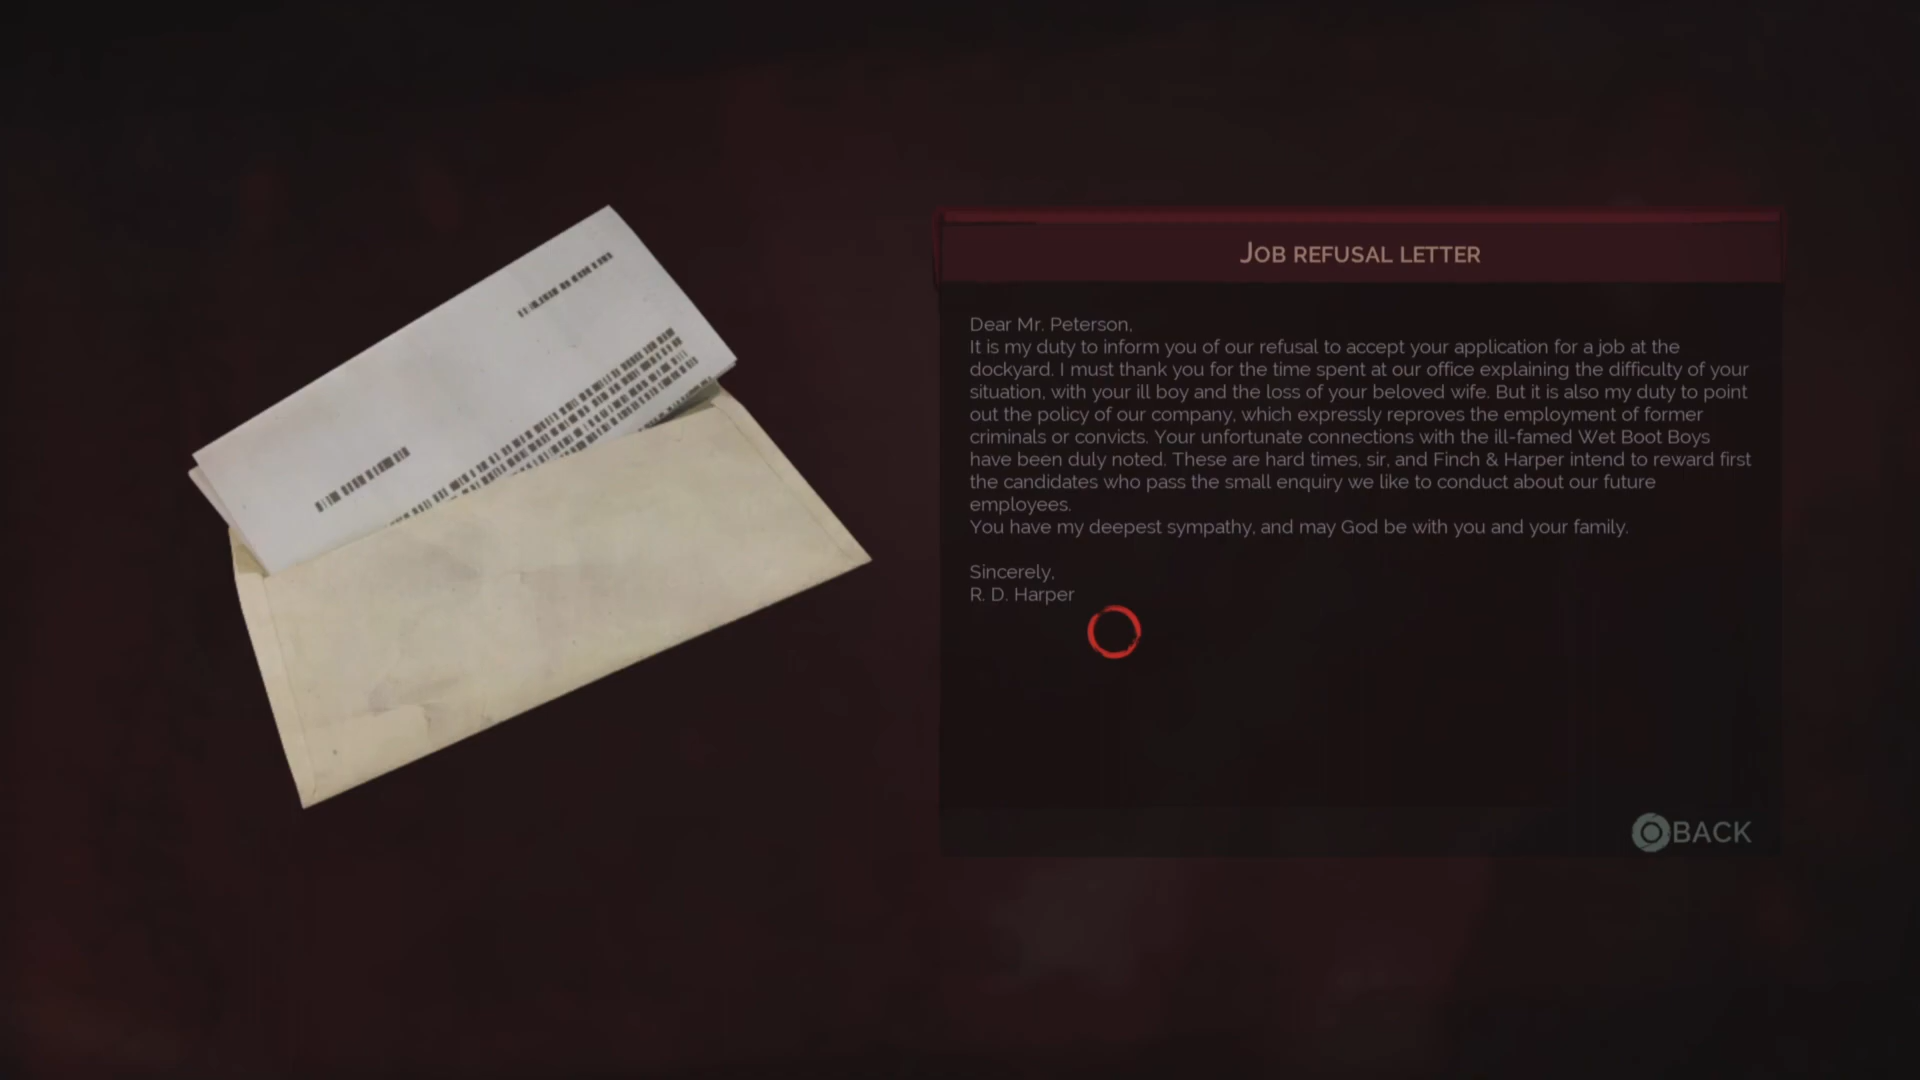 JOB REFUSAL LETTER
Dear Mr. Peterson,
It is my duty to inform you of our refusal to accept your application for a job at the
dockyard. I must thank you for the time spent at our office explaining the difficulty of your
situation, with your ill boy and the loss of your beloved wife. But it is also my duty to point
out the policy of our company, which expressly reproves the employment of former
criminals or convicts. Your unfortunate connections with the ill-famed Wet Boot Boys
have been duly noted. These are hard times, sir, and Finch & Harper intend to reward first
the candidates who pass the small enquiry we like to conduct about our future
employees.
You have my deepest sympathy, and may God be with you and your family.
Sincerely,
R. D. Harper
BACK